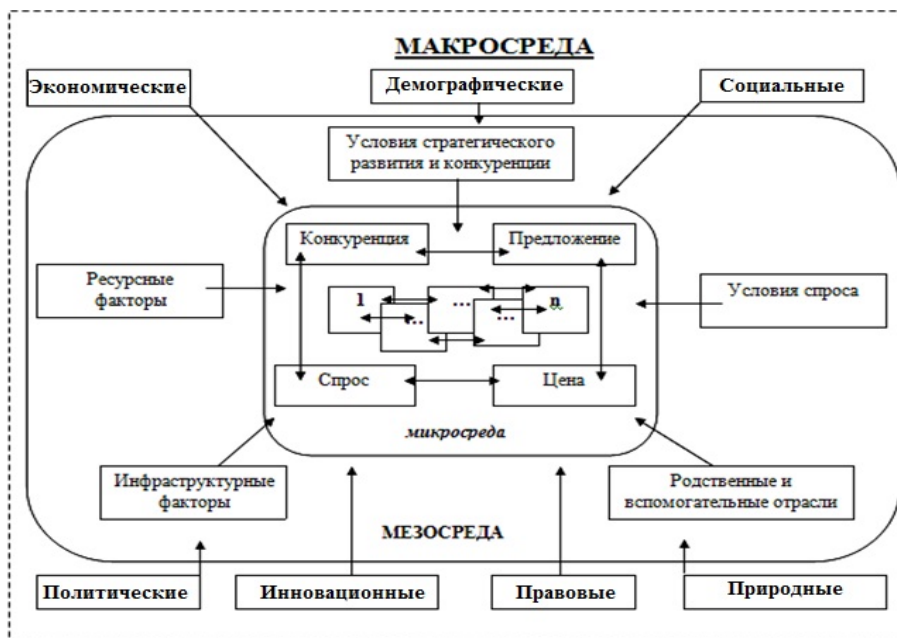 МАКРОСРЕДА
Экономические
Демографические
Социальные
Условия стратегического
развития и конкуренции
Конкуренция
Предложение
Ресурсные
факторы
1
...
...
...
n
Условия спроса
Спрос
Цена
микросреда
Инфраструктурные
факторы
Родственные и
вспомогательные отрасли
МЕЗОСРЕДА
Политические
Инновационные
Правовые
Природные